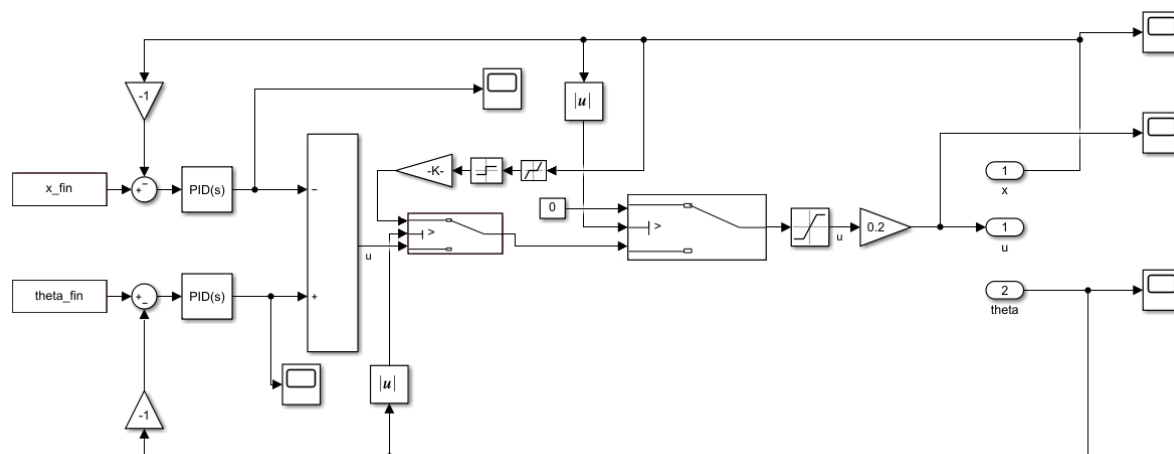 -1
|u|
x_fin
+
−
PID(s)
−
-K-
0
>
>
u
u
0.2
1
x
1
u
theta_fin
+
−
PID(s)
+
2
theta
|u|
-1